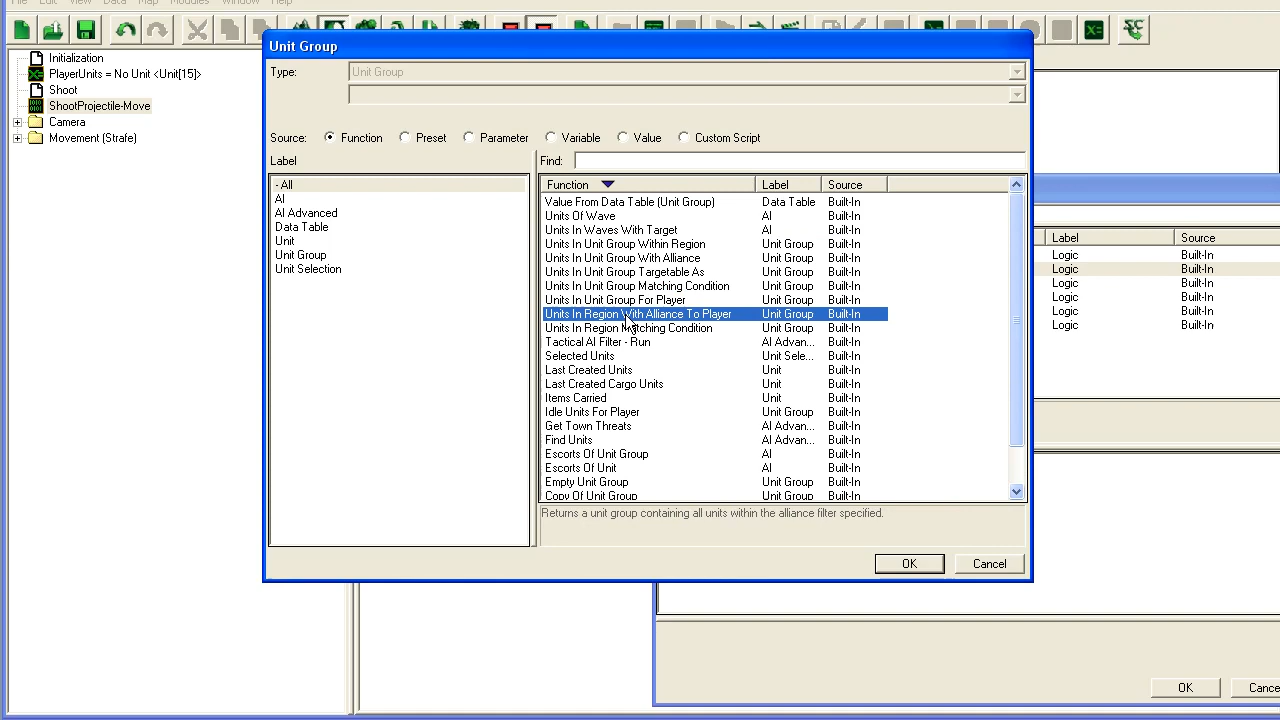 File Edit View Data Map Modules Window Help
Unit Group
Initialization
PlayerUnits = No Unit <Unit[15]>
Shoot
ShootProjectile-Move
Camera
Movement (Strafe)
Type: Unit Group
Source: Function Preset Parameter Variable Value Custom Script
Label
- All
AI
AI Advanced
Data Table
Unit
Unit Group
Unit Selection
Find:
Function Label Source
Value From Data Table (Unit Group) Data Table Built-In
Units Of Wave AI Built-In
Units In Waves With Target AI Built-In
Units In Unit Group Within Region Unit Group Built-In
Units In Unit Group With Alliance Unit Group Built-In
Units In Unit Group Targetable As Unit Group Built-In
Units In Unit Group Matching Condition Unit Group Built-In
Units In Unit Group For Player Unit Group Built-In
Units In Region With Alliance To Player Unit Group Built-In
Units In Region Matching Condition Unit Group Built-In
Tactical AI Filter - Run AI Advan... Built-In
Selected Units Unit Sele... Built-In
Last Created Units Unit Built-In
Last Created Cargo Units Unit Built-In
Items Carried Unit Built-In
Idle Units For Player Unit Group Built-In
Get Town Threats AI Advan... Built-In
Find Units AI Advan... Built-In
Escorts Of Unit Group AI Built-In
Escorts Of Unit AI Built-In
Empty Unit Group Unit Group Built-In
Copy Of Unit Group Unit Group Built-In
Returns a unit group containing all units within the alliance filter specified.
OK Cancel
Label Source
Logic Built-In
Logic Built-In
Logic Built-In
Logic Built-In
Logic Built-In
Logic Built-In
OK Cance